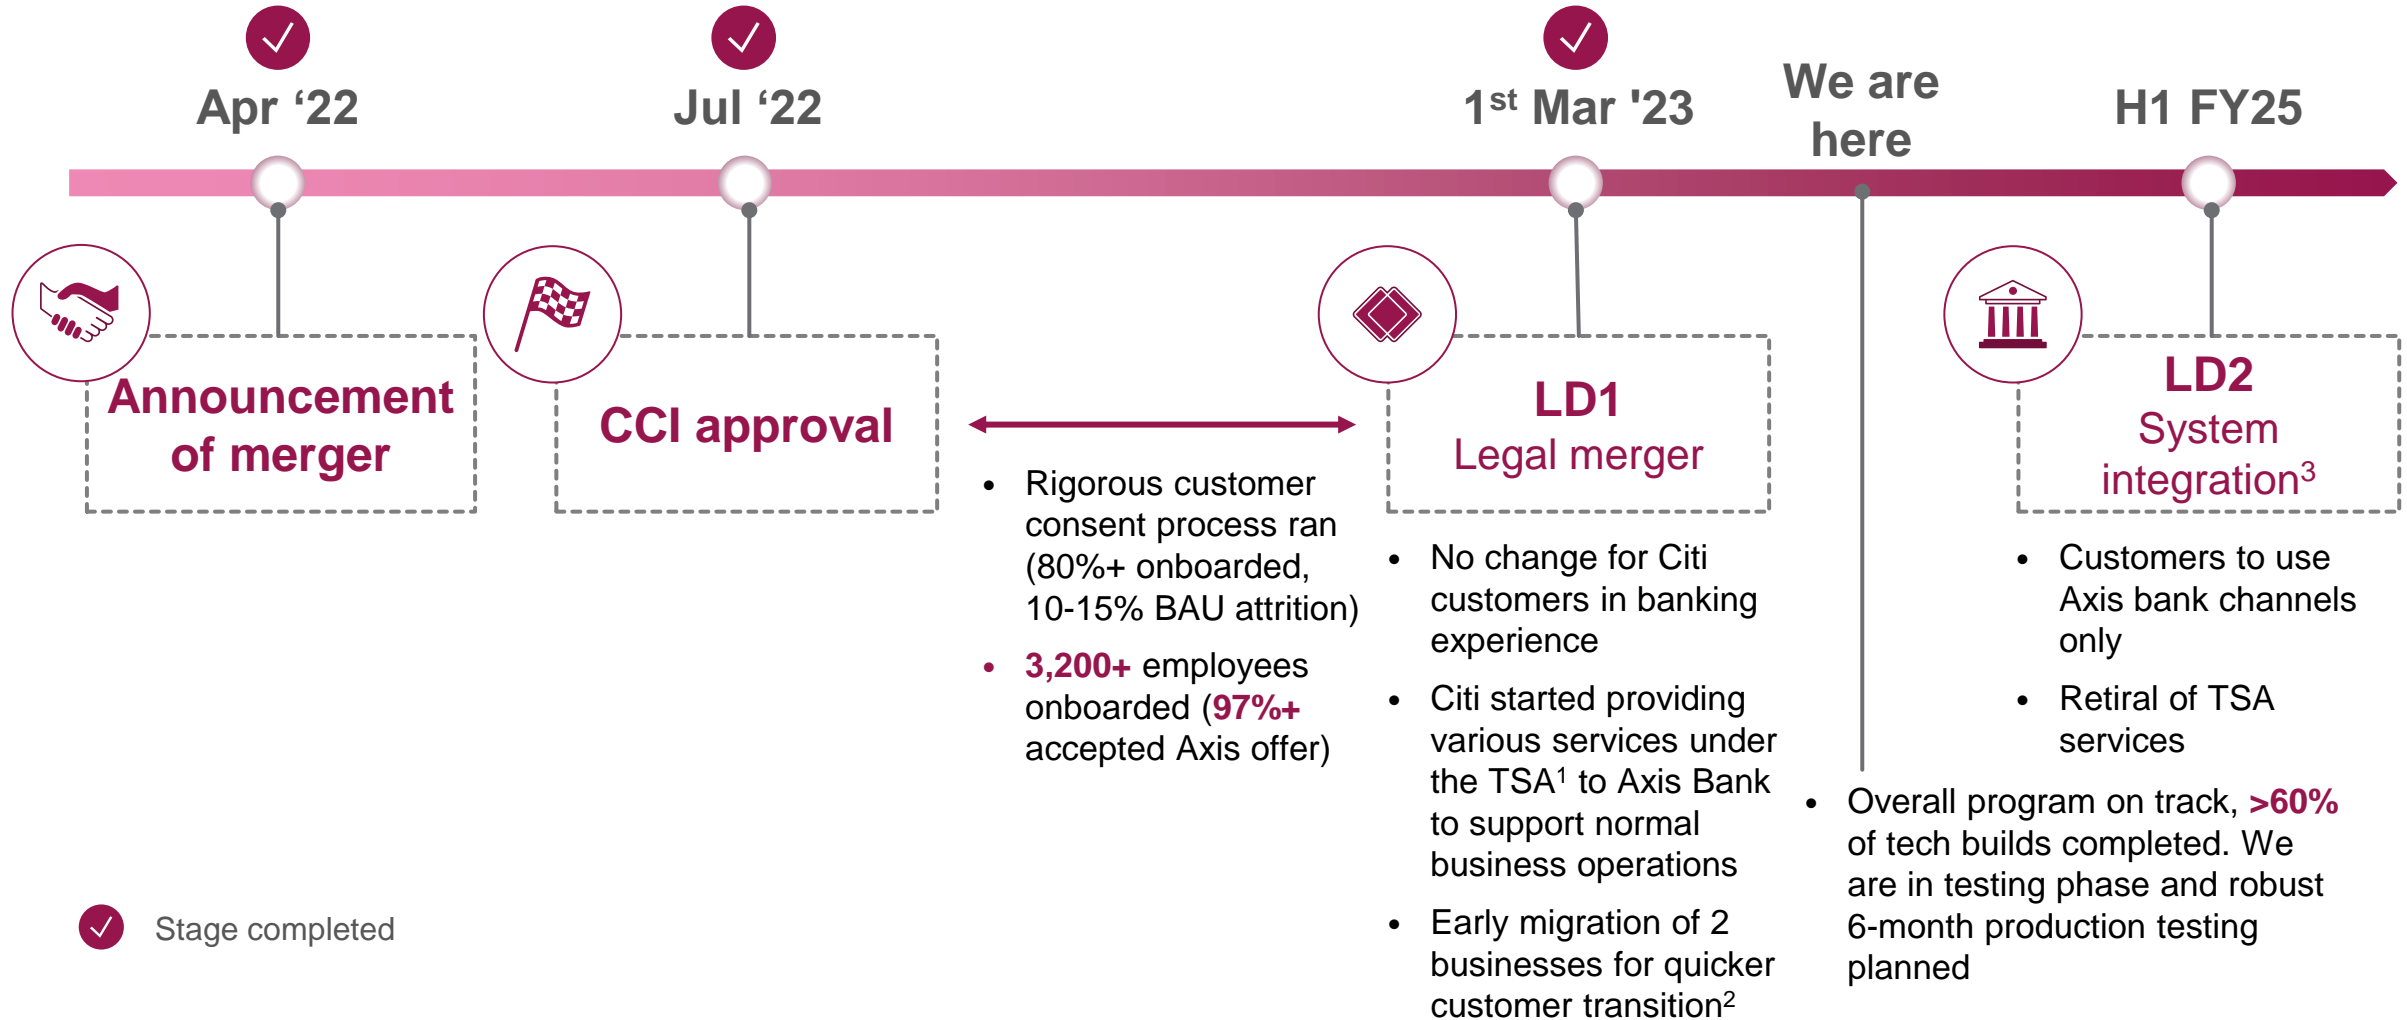 Apr ‘22
Jul ‘22
1st Mar '23
We are
here
H1 FY25
Announcement
of merger
CCI approval
• Rigorous customer
consent process ran
(80%+ onboarded,
10-15% BAU attrition)
• 3,200+ employees
onboarded (97%+
accepted Axis offer)
LD1
Legal merger
• No change for Citi
customers in banking
experience
• Citi started providing
various services under
the TSA¹ to Axis Bank
to support normal
business operations
• Early migration of 2
businesses for quicker
customer transition²
• Overall program on track, >60%
of tech builds completed. We
are in testing phase and robust
6-month production testing
planned
LD2
System
integration³
• Customers to use
Axis bank channels
only
• Retiral of TSA
services
Stage completed